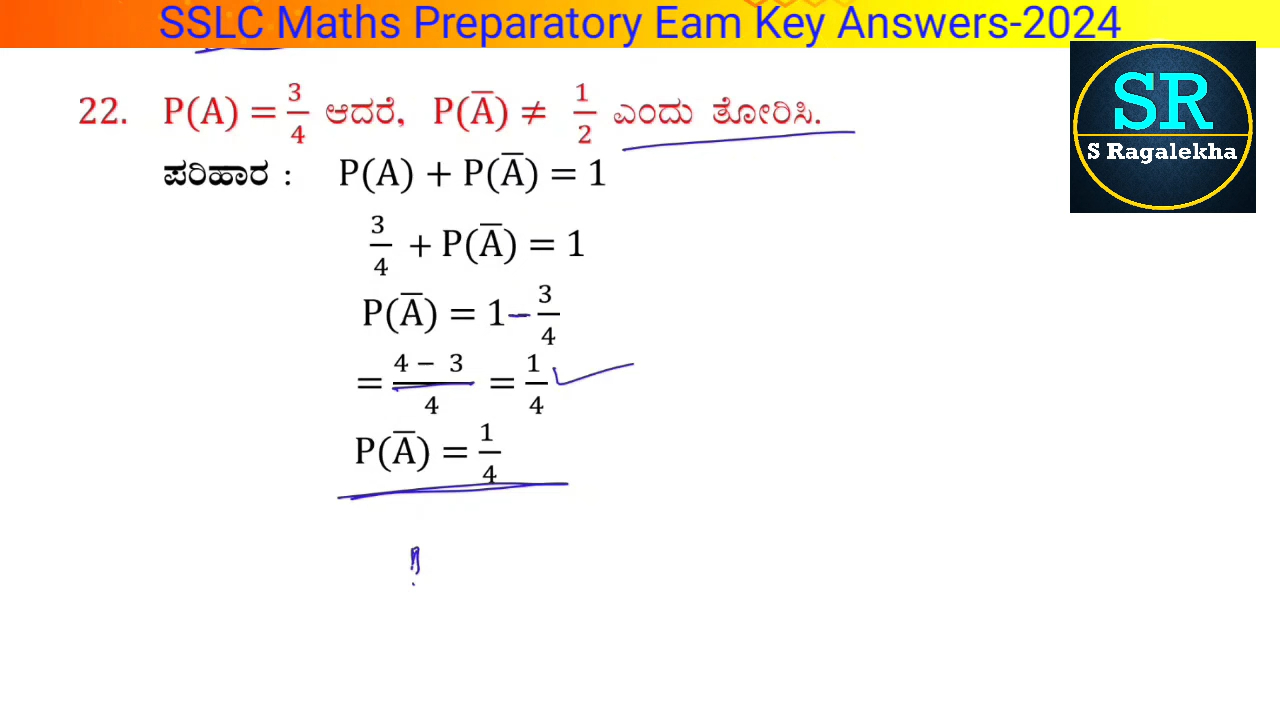 SSLC Maths Preparatory Eam Key Answers-2024
SR
S Ragalekha
22. P(A) = 3/4 ಆದರೆ, P(A̅) ≠ 1/2 ಎಂದು ತೋರಿಸಿ.
ಪರಿಹಾರ : P(A) + P(A̅) = 1
3/4 + P(A̅) = 1
P(A̅) = 1 - 3/4
= (4 − 3)/4 = 1/4
P(A̅) = 1/4